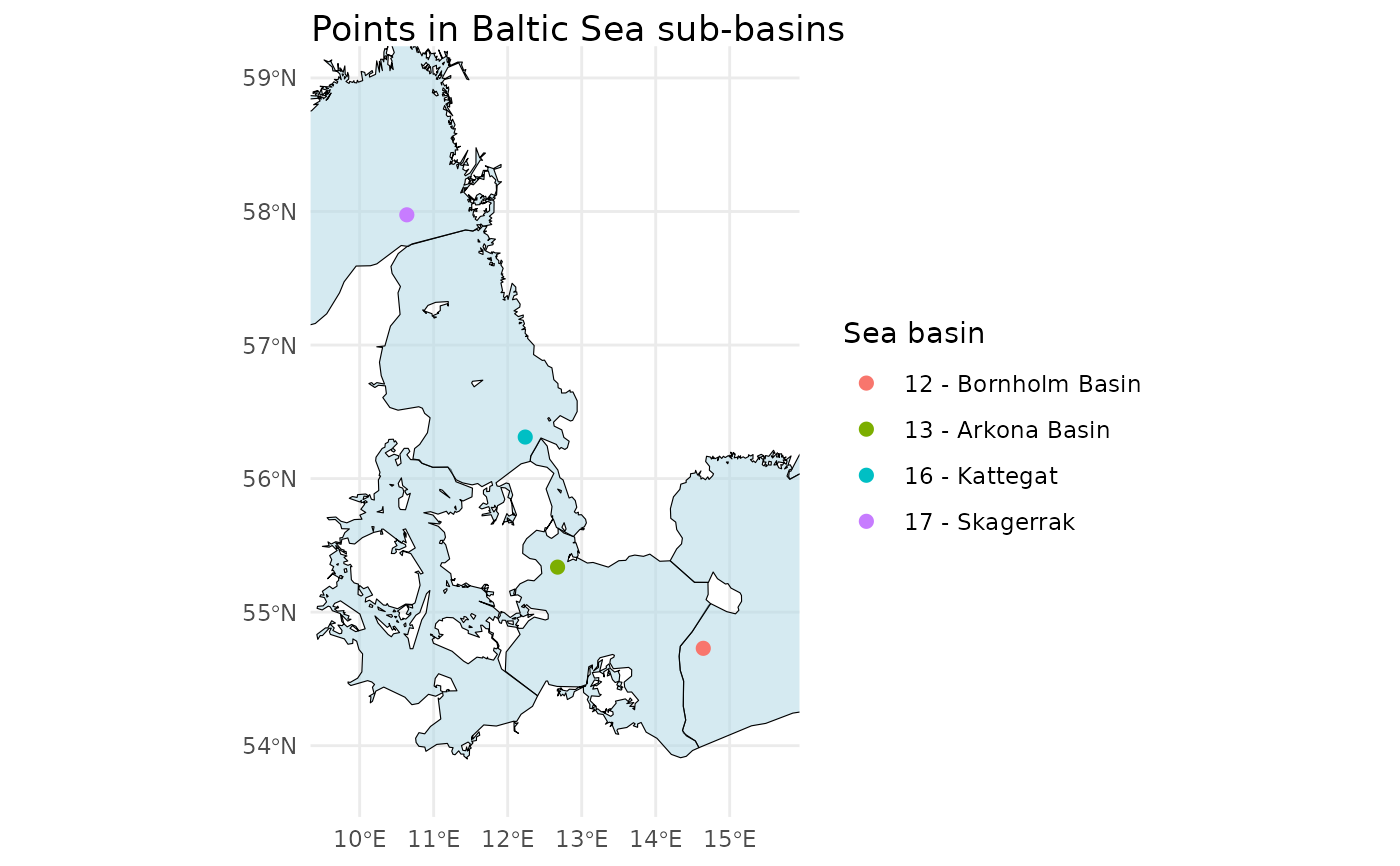 Points in Baltic Sea sub-basins
59°N
58°N
57°N
56°N
55°N
54°N
10°E 11°E 12°E 13°E 14°E 15°E
Sea basin
12 - Bornholm Basin
13 - Arkona Basin
16 - Kattegat
17 - Skagerrak